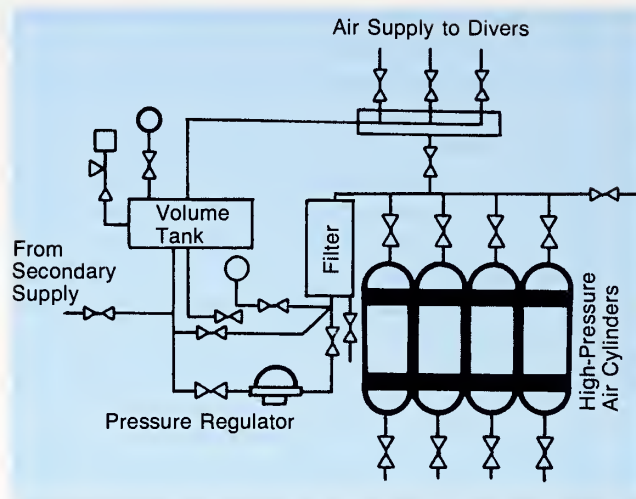 Air Supply to Divers
Volume
Tank
From
Secondary
Supply
Filter
High-Pressure
Air Cylinders
Pressure Regulator